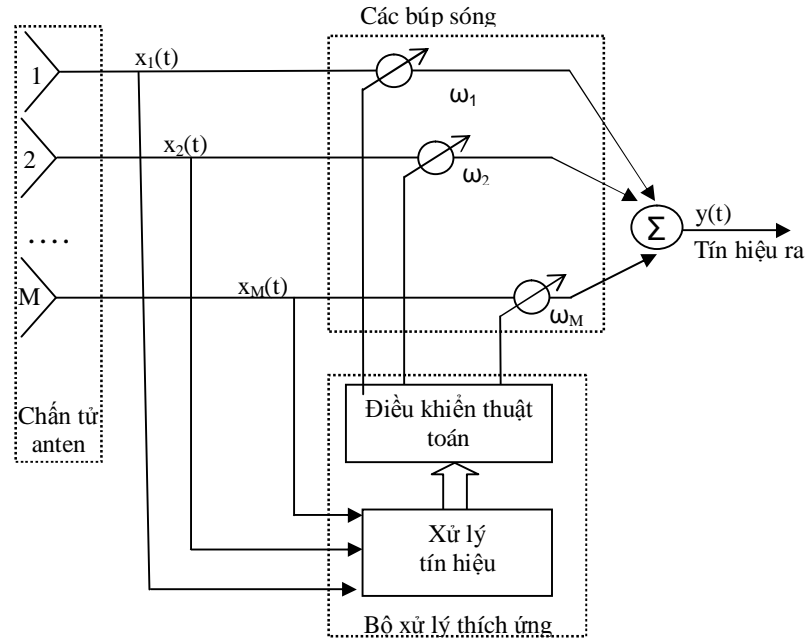 Các búp sóng
1
x1(t)
ω1
2
x2(t)
ω2
....
Σ
y(t)
Tín hiệu ra
M
xM(t)
ωM
Chấn tử
anten
Điều khiển thuật
toán
Xử lý
tín hiệu
Bộ xử lý thích ứng